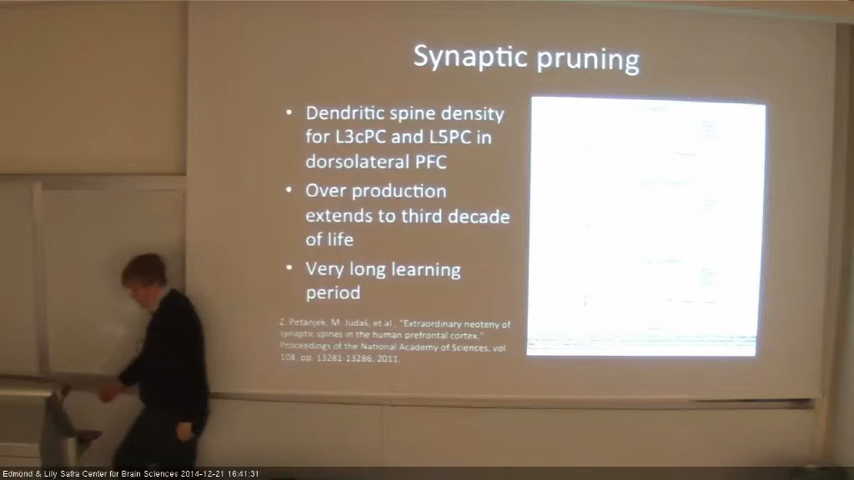 Synaptic pruning
• Dendritic spine density
for L3cPC and L5PC in
dorsolateral PFC
• Over production
extends to third decade
of life
• Very long learning
period
Z. Petanjek, M. Judaš, et al., "Extraordinary neoteny of
synaptic spines in the human prefrontal cortex,"
Proceedings of the National Academy of Sciences, vol.
108, pp. 13281-13286, 2011.
Edmond & Lily Safra Center for Brain Sciences 2014-12-21 16:41:31